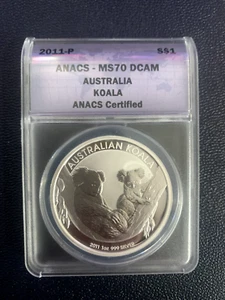 2011-P S$1
ANACS - MS70 DCAM
AUSTRALIA
KOALA
ANACS Certified
AUSTRALIAN KOALA
2011 1oz 999 SILVER